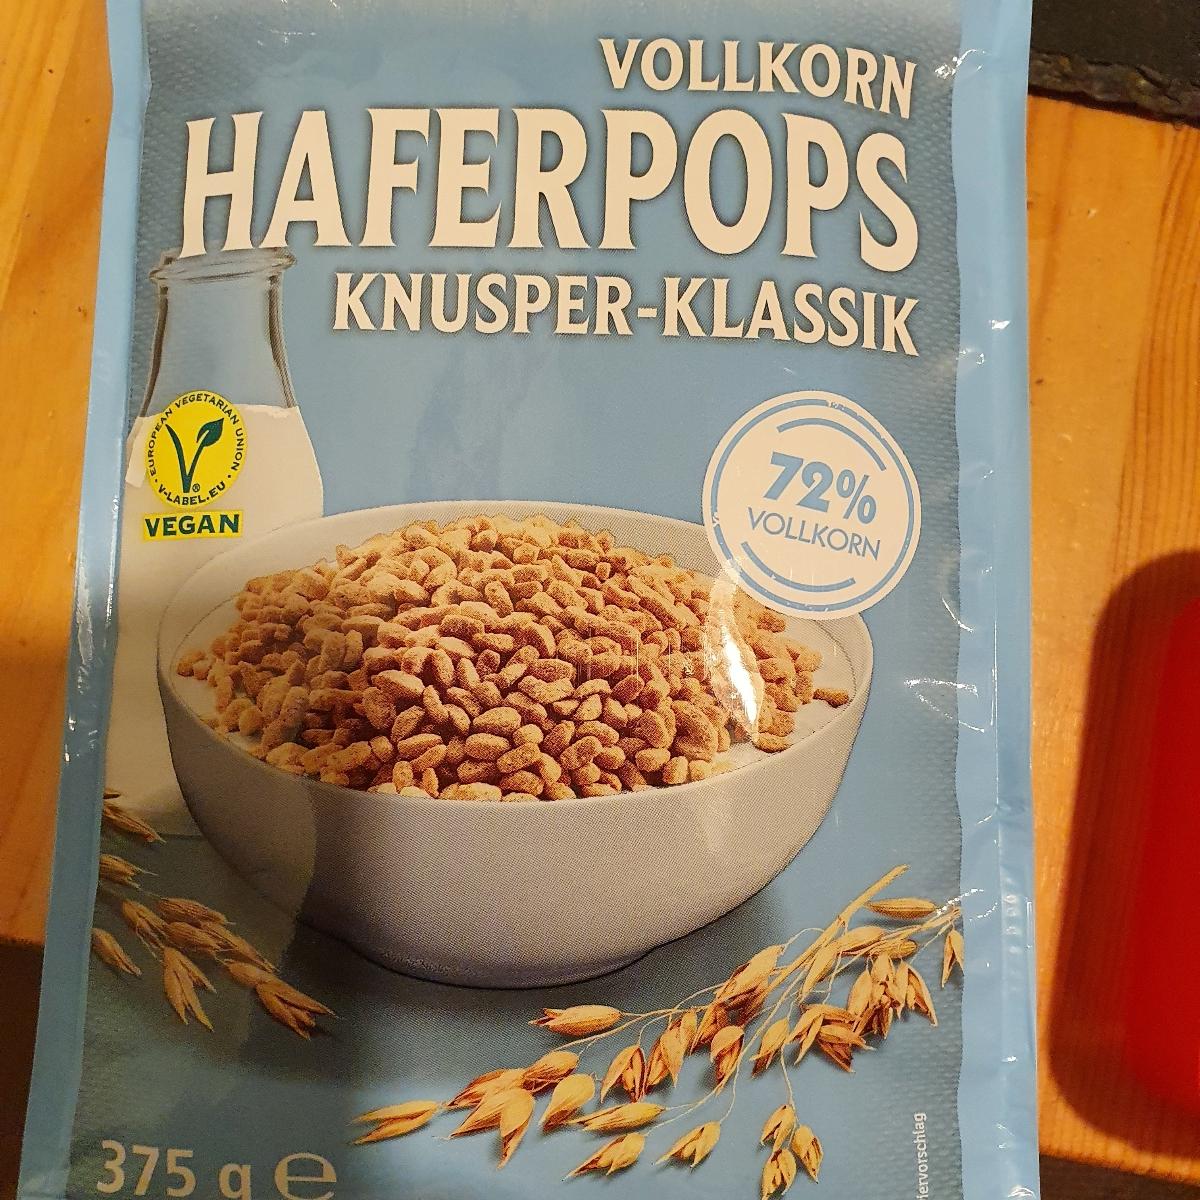 VOLLKORN
HAFERPOPS
KNUSPER-KLASSIK
EUROPEAN VEGETARIAN UNION
V-LABEL.EU
®
VEGAN
72%
VOLLKORN
375 g ℮